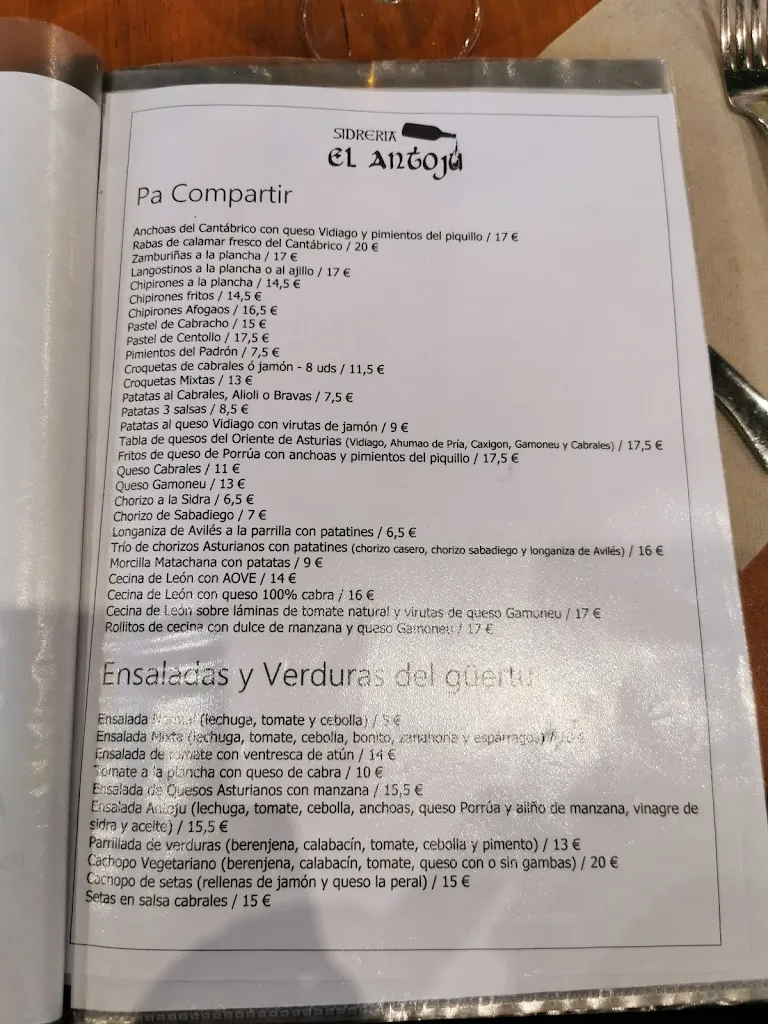 SIDRERIA
EL ANTOJU
Pa Compartir
Anchoas del Cantábrico con queso Vidiago y pimientos del piquillo / 17 €
Rabas de calamar fresco del Cantábrico / 20 €
Zamburiñas a la plancha / 17 €
Langostinos a la plancha o al ajillo / 17 €
Chipirones a la plancha / 14,5 €
Chipirones fritos / 14,5 €
Chipirones Afogaos / 16,5 €
Pastel de Cabracho / 15 €
Pastel de Centollo / 17,5 €
Pimientos del Padrón / 7,5 €
Croquetas de cabrales ó jamón - 8 uds / 11,5 €
Croquetas Mixtas / 13 €
Patatas al Cabrales, Alioli o Bravas / 7,5 €
Patatas 3 salsas / 8,5 €
Patatas al queso Vidiago con virutas de jamón / 9 €
Tabla de quesos del Oriente de Asturias (Vidiago, Ahumao de Pría, Caxigon, Gamoneu y Cabrales) / 17,5 €
Fritos de queso de Porrúa con anchoas y pimientos del piquillo / 17,5 €
Queso Cabrales / 11 €
Queso Gamoneu / 13 €
Chorizo a la Sidra / 6,5 €
Chorizo de Sabadiego / 7 €
Longaniza de Avilés a la parrilla con patatines / 6,5 €
Trío de chorizos Asturianos con patatines (chorizo casero, chorizo sabadiego y longaniza de Avilés) / 16 €
Morcilla Matachana con patatas / 9 €
Cecina de León con AOVE / 14 €
Cecina de León con queso 100% cabra / 16 €
Cecina de León sobre láminas de tomate natural y virutas de queso Gamoneu / 17 €
Rollitos de cecina con dulce de manzana y queso Gamoneu / 17 €
Ensaladas y Verduras del güertu
Ensalada (lechuga, tomate y cebolla) / 5 €
Ensalada Mixta (lechuga, tomate, cebolla, bonito, zanahoria y espárragos) /
Ensalada de tomate con ventresca de atún / 14 €
Tomate a la plancha con queso de cabra / 10 €
Ensalada de Quesos Asturianos con manzana / 15,5 €
Ensalada Antoju (lechuga, tomate, cebolla, anchoas, queso Porrúa y aliño de manzana, vinagre de
sidra y aceite) / 15,5 €
Parrillada de verduras (berenjena, calabacín, tomate, cebolla y pimento) / 13 €
Cachopo Vegetariano (berenjena, calabacín, tomate, queso con o sin gambas) / 20 €
Cachopo de setas (rellenas de jamón y queso la peral) / 15 €
Setas en salsa cabrales / 15 €